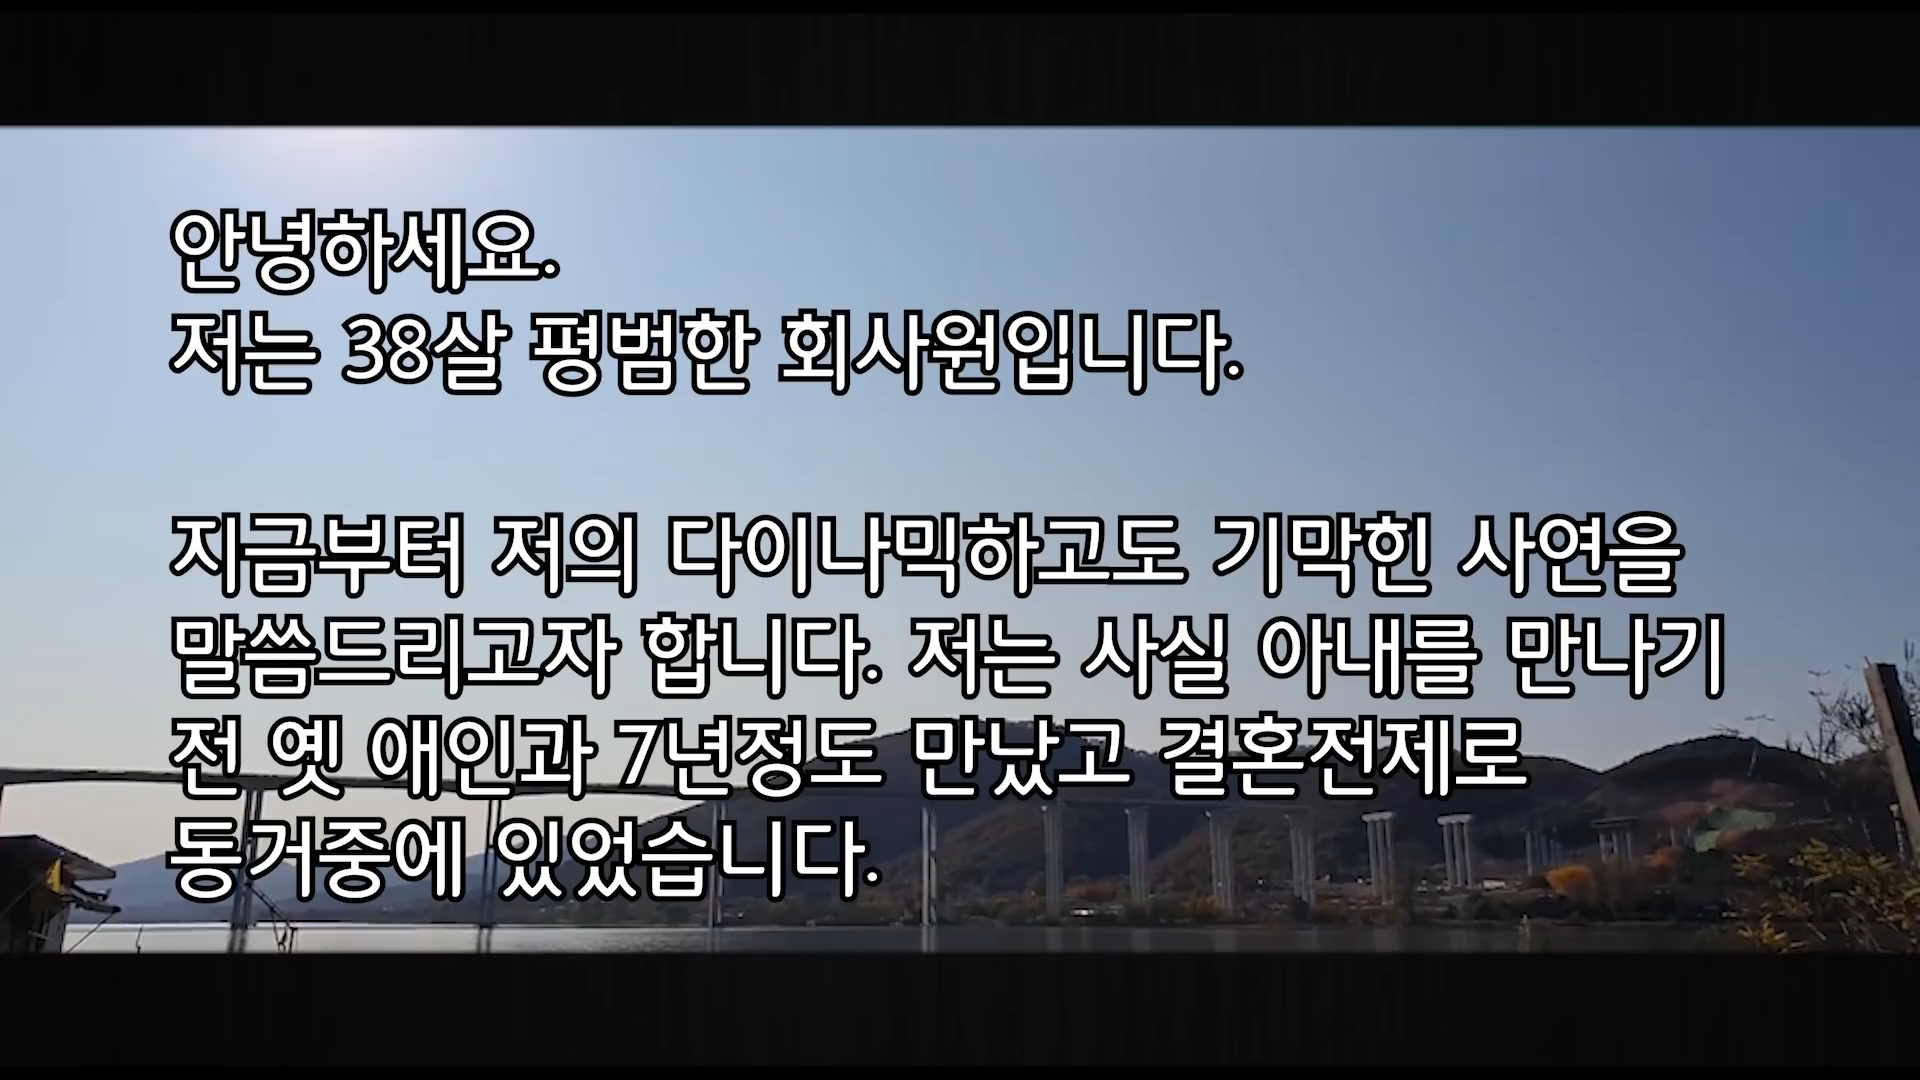 안녕하세요.
저는 38살 평범한 회사원입니다.
지금부터 저의 다이나믹하고도 기막힌 사연을
말씀드리고자 합니다. 저는 사실 아내를 만나기
전 옛 애인과 7년정도 만났고 결혼전제로
동거중에 있었습니다.